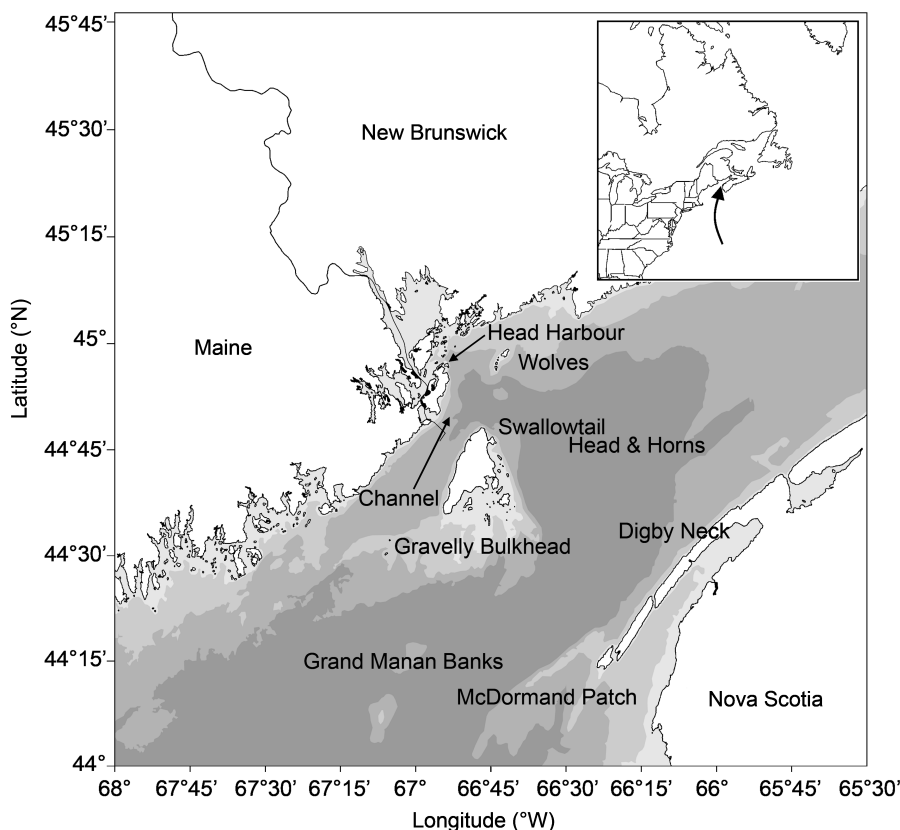 45°45’
45°30’
45°15’
45°
44°45’
44°30’
44°15’
44°
Latitude (°N)
New Brunswick
Maine
Head Harbour
Wolves
Swallowtail
Head & Horns
Channel
Digby Neck
Gravelly Bulkhead
Grand Manan Banks
McDormand Patch
Nova Scotia
68° 67°45’ 67°30’ 67°15’ 67° 66°45’ 66°30’ 66°15’ 66° 65°45’ 65°30’
Longitude (°W)